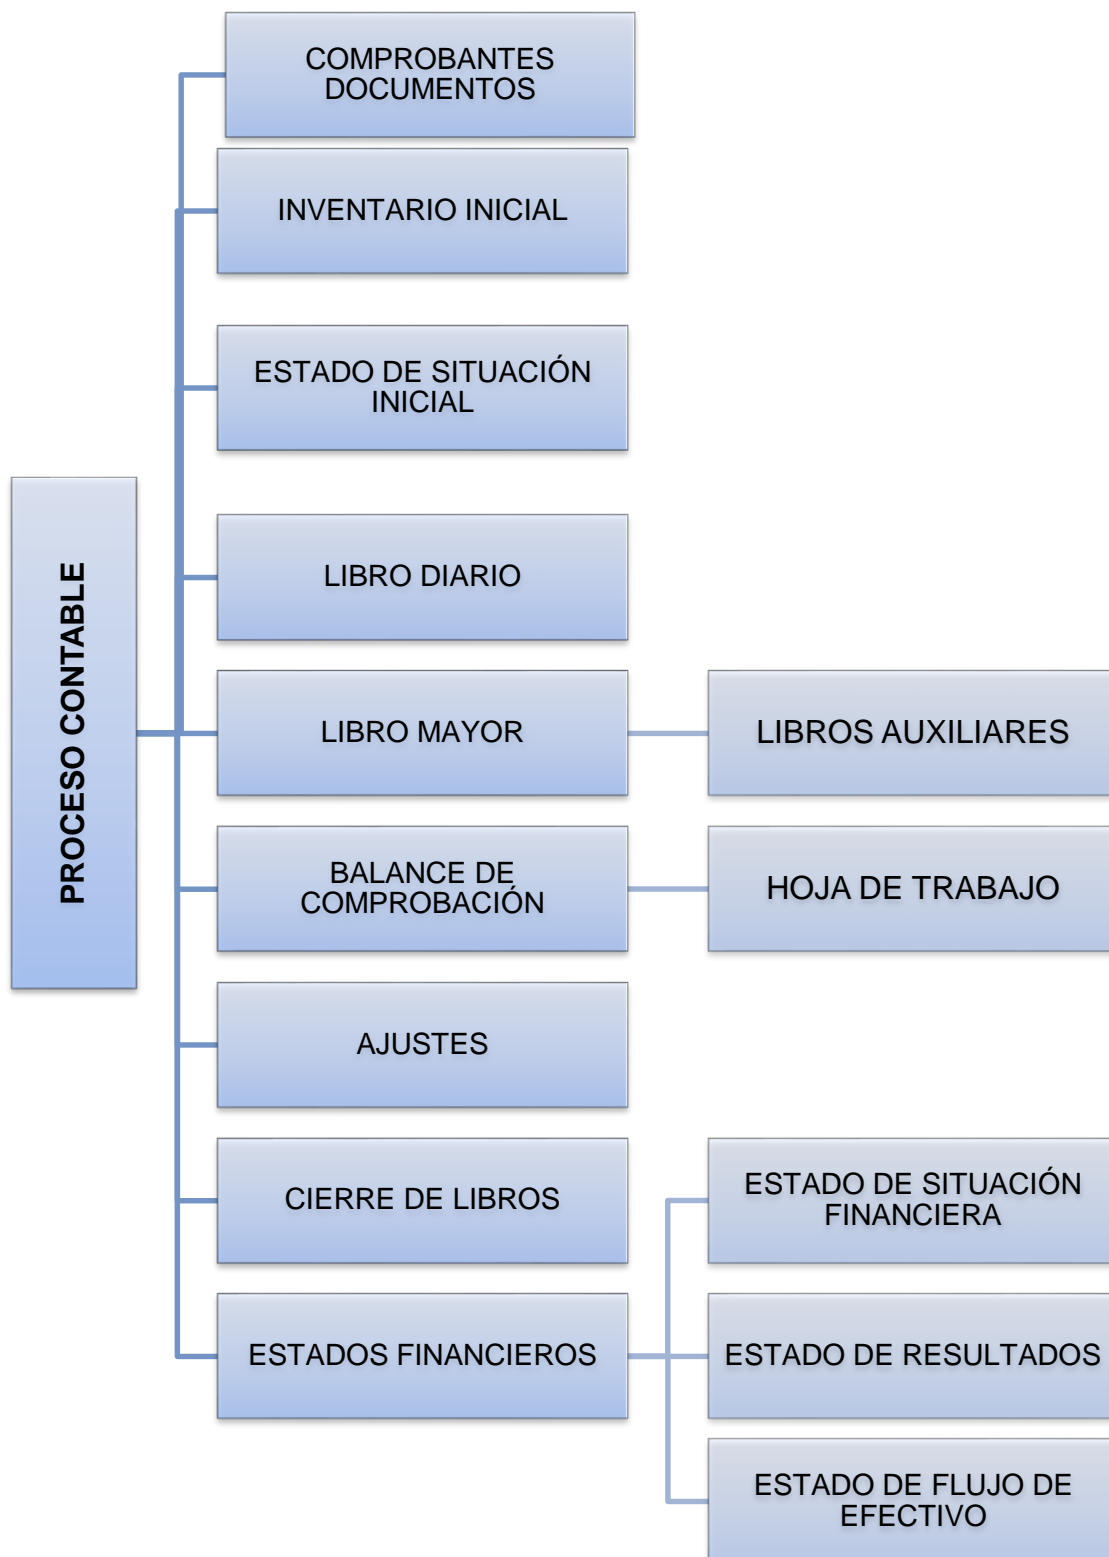 PROCESO CONTABLE
COMPROBANTES
DOCUMENTOS
INVENTARIO INICIAL
ESTADO DE SITUACIÓN
INICIAL
LIBRO DIARIO
LIBRO MAYOR
LIBROS AUXILIARES
BALANCE DE
COMPROBACIÓN
HOJA DE TRABAJO
AJUSTES
CIERRE DE LIBROS
ESTADOS FINANCIEROS
ESTADO DE SITUACIÓN
FINANCIERA
ESTADO DE RESULTADOS
ESTADO DE FLUJO DE
EFECTIVO